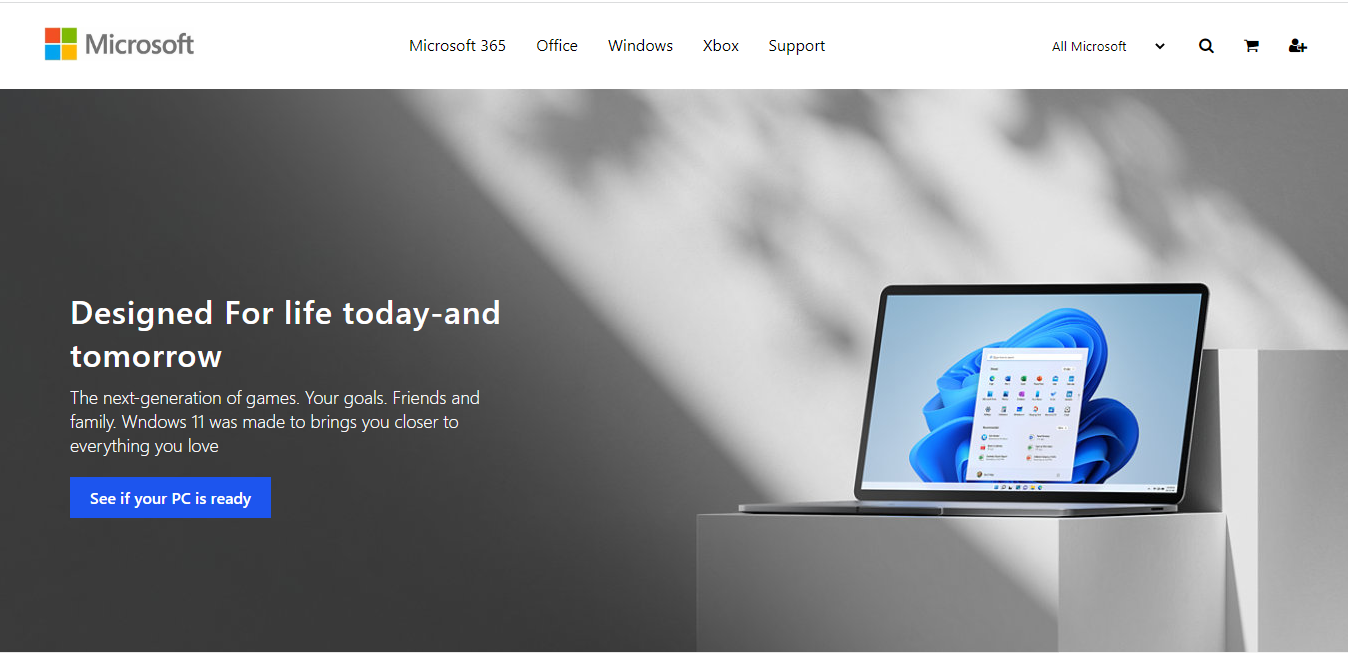 Microsoft
Microsoft 365
Office
Windows
Xbox
Support
All Microsoft
Designed For life today-and
tomorrow
The next-generation of games. Your goals. Friends and
family. Wndows 11 was made to brings you closer to
everything you love
See if your PC is ready